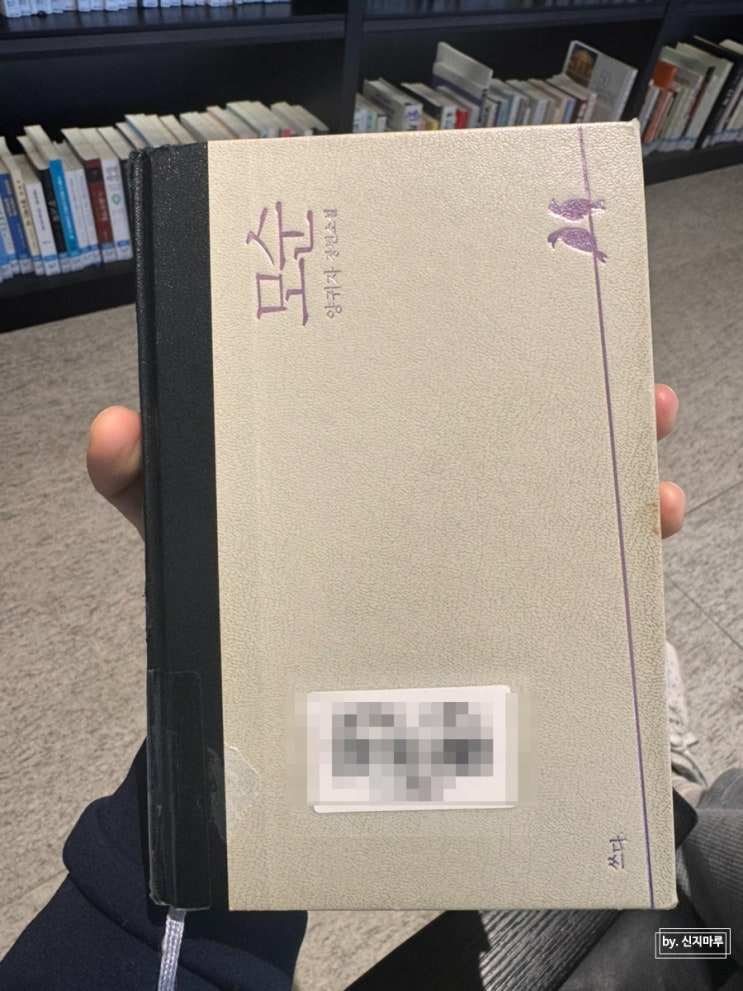 모순
양귀자 장편소설
쓰다
by. 신지마루